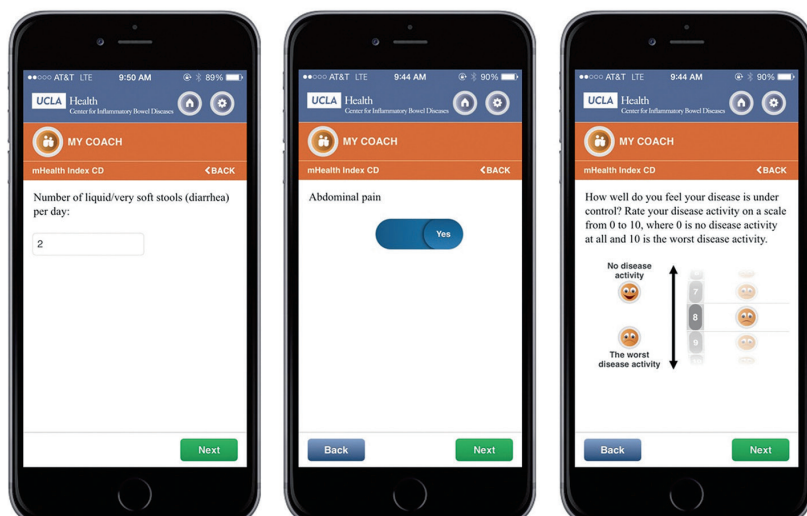 ●●○○○ AT&T LTE 9:50 AM 89%
UCLA Health
Center for Inflammatory Bowel Diseases
MY COACH
mHealth Index CD <BACK
Number of liquid/very soft stools (diarrhea)
per day:
2
Next
●●○○○ AT&T LTE 9:44 AM 90%
UCLA Health
Center for Inflammatory Bowel Diseases
MY COACH
mHealth Index CD <BACK
Abdominal pain
Yes
Back Next
●●○○○ AT&T LTE 9:44 AM 90%
UCLA Health
Center for Inflammatory Bowel Diseases
MY COACH
mHealth Index CD <BACK
How well do you feel your disease is under
control? Rate your disease activity on a scale
from 0 to 10, where 0 is no disease activity
at all and 10 is the worst disease activity.
No disease
activity
7
8
9
The worst
disease activity
Back Next